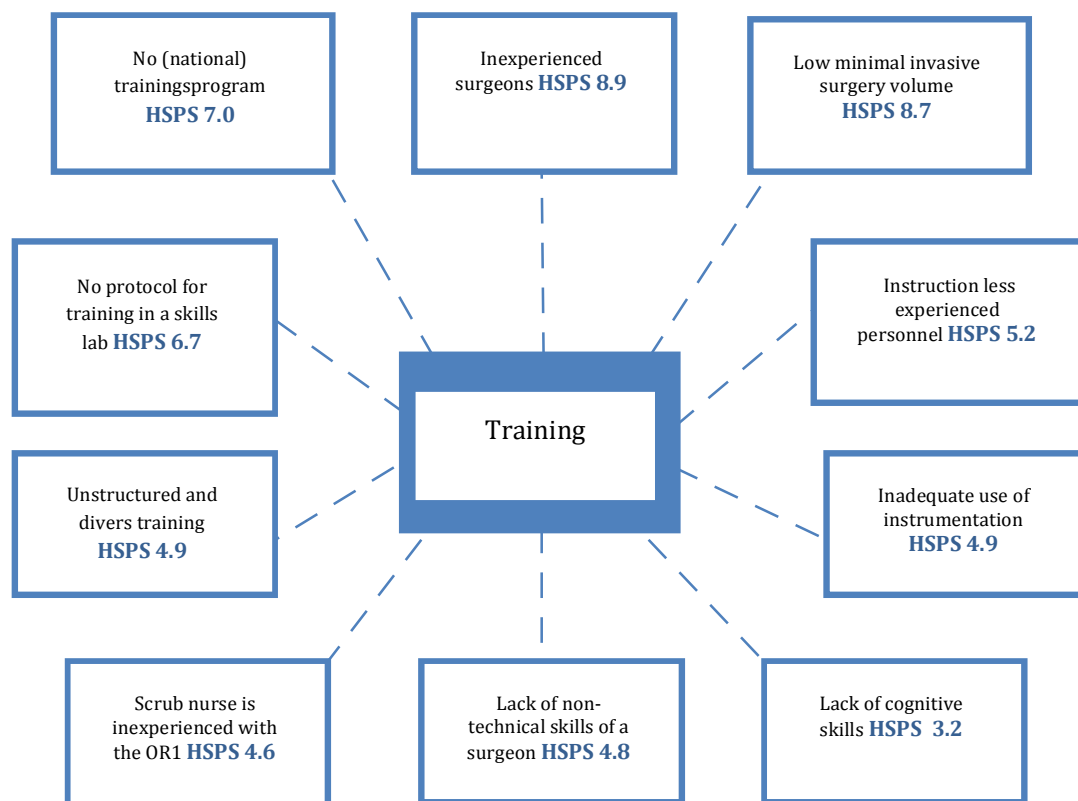 No (national)
trainingsprogram
HSPS 7.0
Inexperienced
surgeons HSPS 8.9
Low minimal invasive
surgery volume
HSPS 8.7
No protocol for
training in a skills
lab HSPS 6.7
Instruction less
experienced
personnel HSPS 5.2
Training
Unstructured and
divers training
HSPS 4.9
Inadequate use of
instrumentation
HSPS 4.9
Scrub nurse is
inexperienced with
the OR1 HSPS 4.6
Lack of non-
technical skills of a
surgeon HSPS 4.8
Lack of cognitive
skills HSPS 3.2